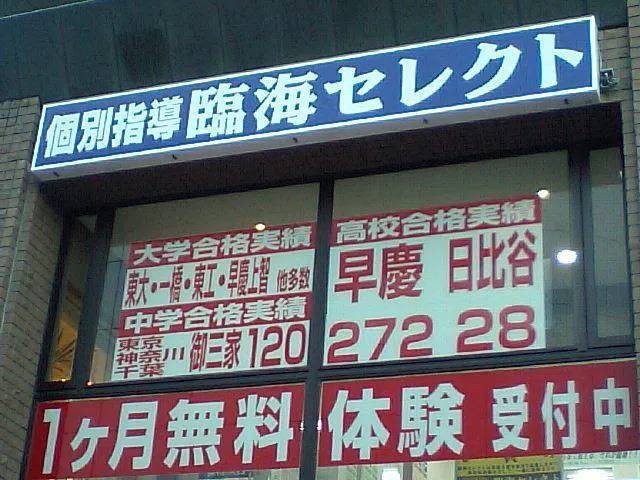 個別指導 臨海セレクト
大学合格実績
東大・一橋・東工・早慶上智 他多数
中学合格実績
東京
神奈川
千葉
御三家 120
高校合格実績
早慶 日比谷
272 28
1ヶ月無料 体験 受付中